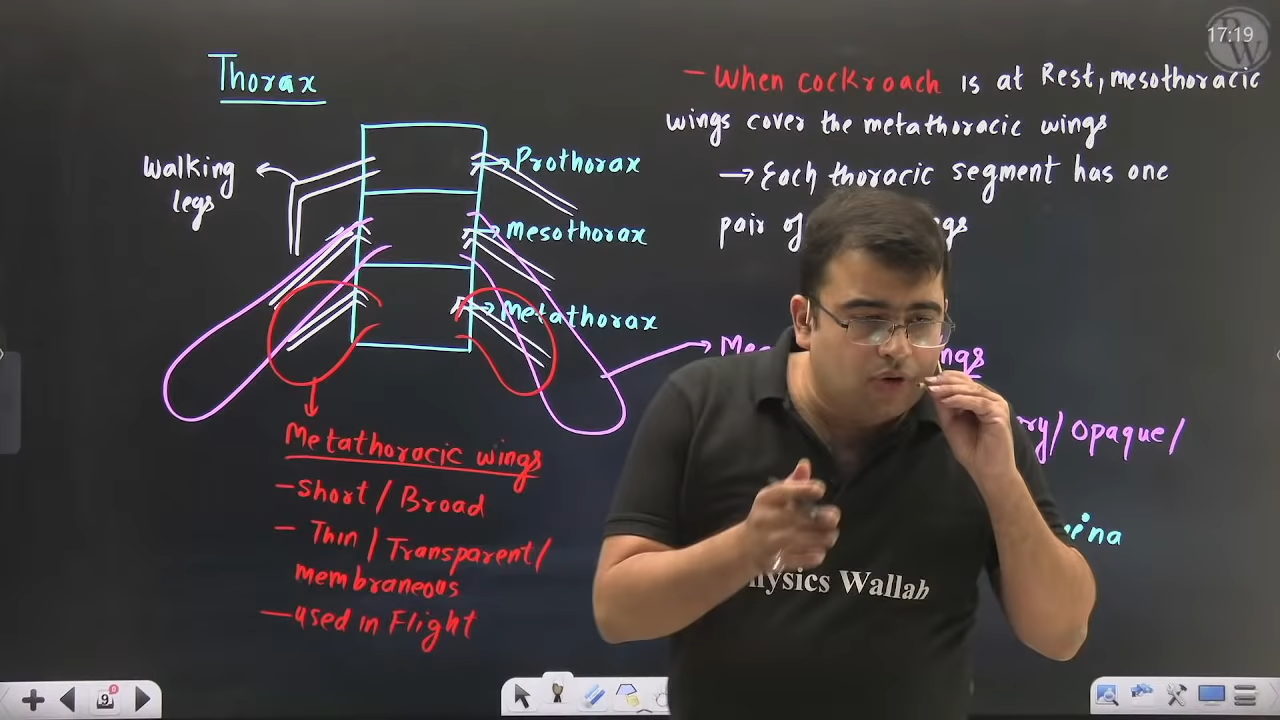 17:19
PW
Thorax
- When cockroach is at Rest, mesothoracic
wings cover the metathoracic wings
→ Each thoracic segment has one
pair of
Walking
legs
Prothorax
mesothorax
metathorax
Metathoracic wings
- Short / Broad
- Thin / Transparent /
membraneous
- used in Flight
opaque /
Wallah
9